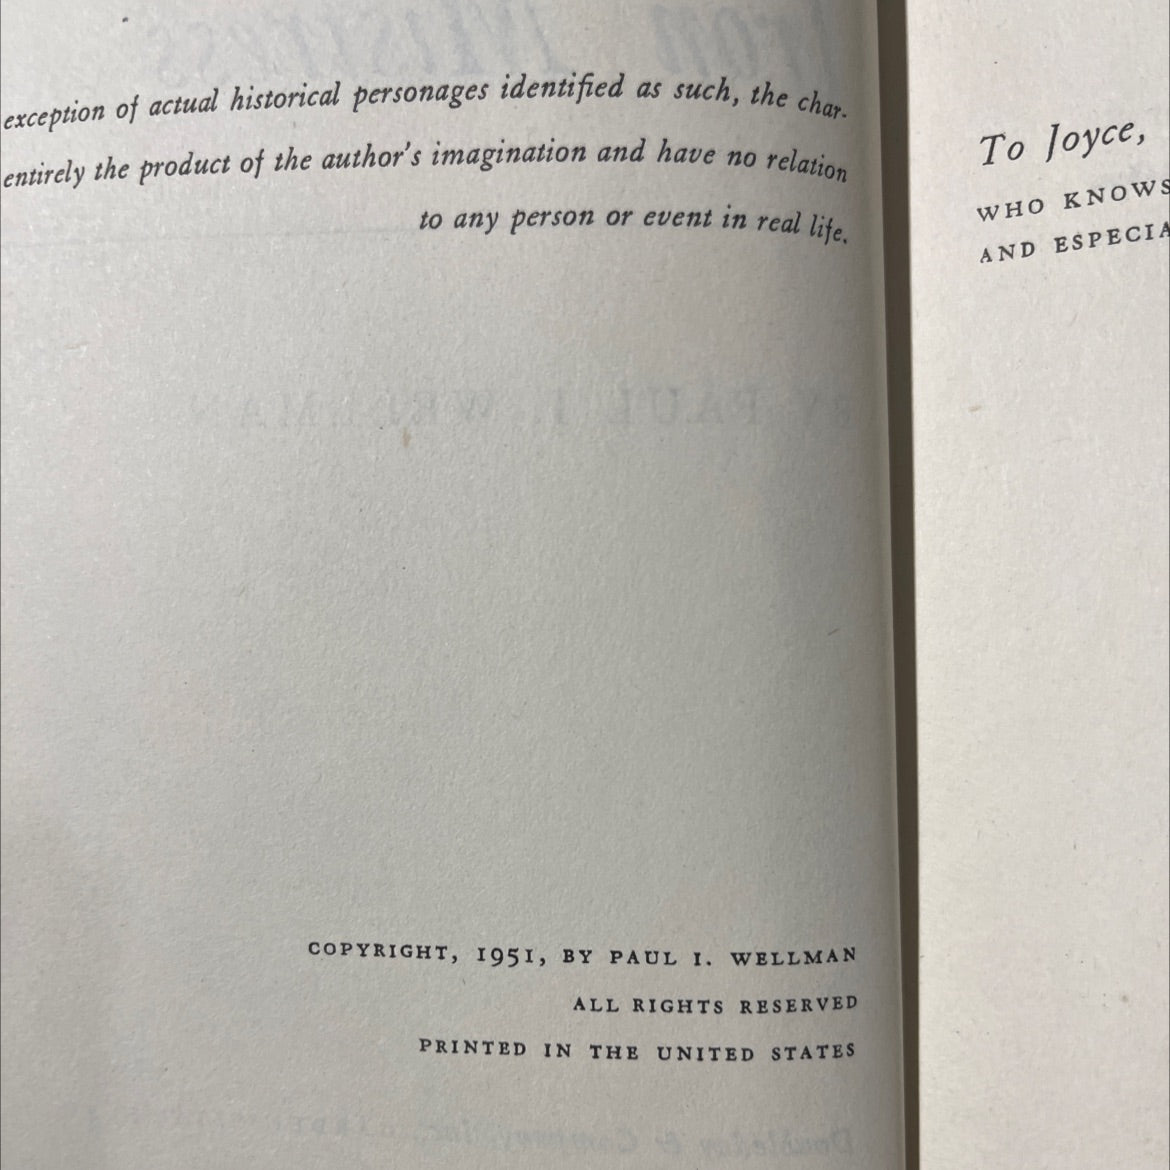 exception of actual historical personages identified as such, the char-
entirely the product of the author's imagination and have no relation
to any person or event in real life.
COPYRIGHT, 1951, BY PAUL I. WELLMAN
ALL RIGHTS RESERVED
PRINTED IN THE UNITED STATES
To Joyce,
WHO KNOWS
AND ESPECIA